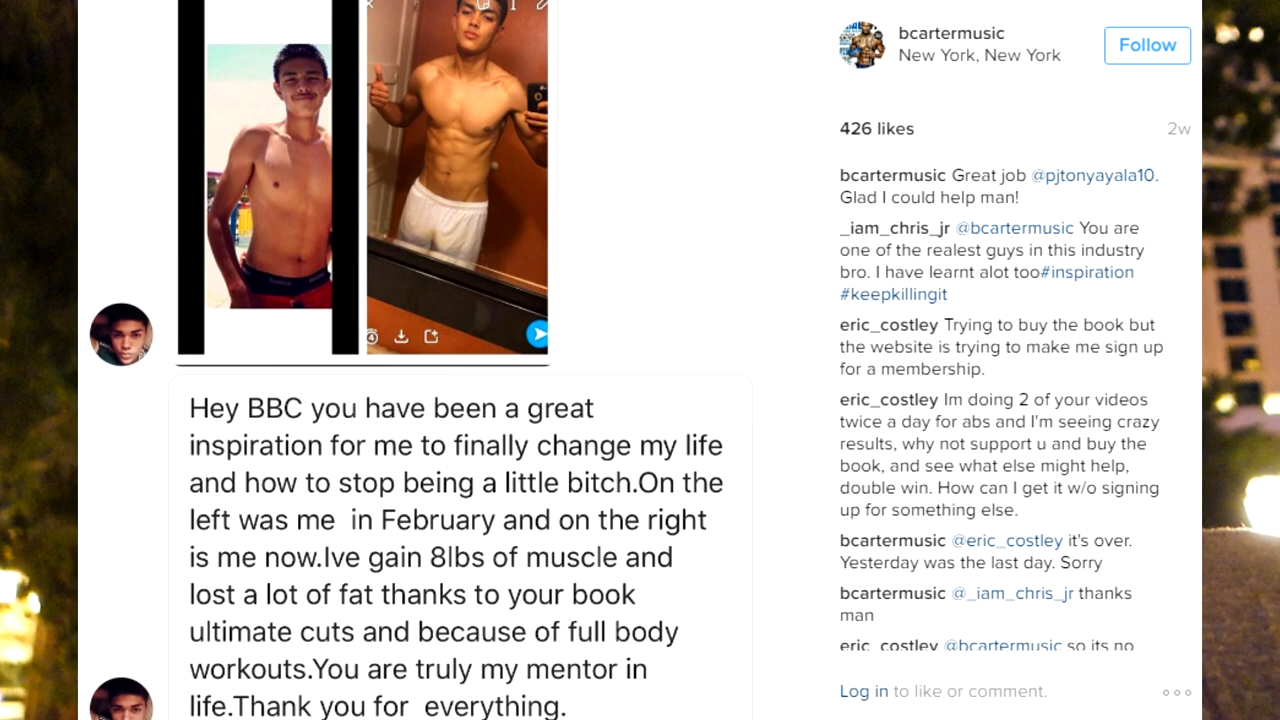 Hey BBC you have been a great
inspiration for me to finally change my life
and how to stop being a little bitch.On the
left was me  in February and on the right
is me now.Ive gain 8lbs of muscle and
lost a lot of fat thanks to your book
ultimate cuts and because of full body
workouts.You are truly my mentor in
life.Thank you for  everything.
bcartermusic
New York, New York
Follow
426 likes
2w
bcartermusic Great job @pjtonyayala10.
Glad I could help man!
_iam_chris_jr @bcartermusic You are
one of the realest guys in this industry
bro. I have learnt alot too#inspiration
#keepkillingit
eric_costley Trying to buy the book but
the website is trying to make me sign up
for a membership.
eric_costley Im doing 2 of your videos
twice a day for abs and I'm seeing crazy
results, why not support u and buy the
book, and see what else might help,
double win. How can I get it w/o signing
up for something else.
bcartermusic @eric_costley it's over.
Yesterday was the last day. Sorry
bcartermusic @_iam_chris_jr thanks
man
eric_costley @bcartermusic so its no
Log in to like or comment.